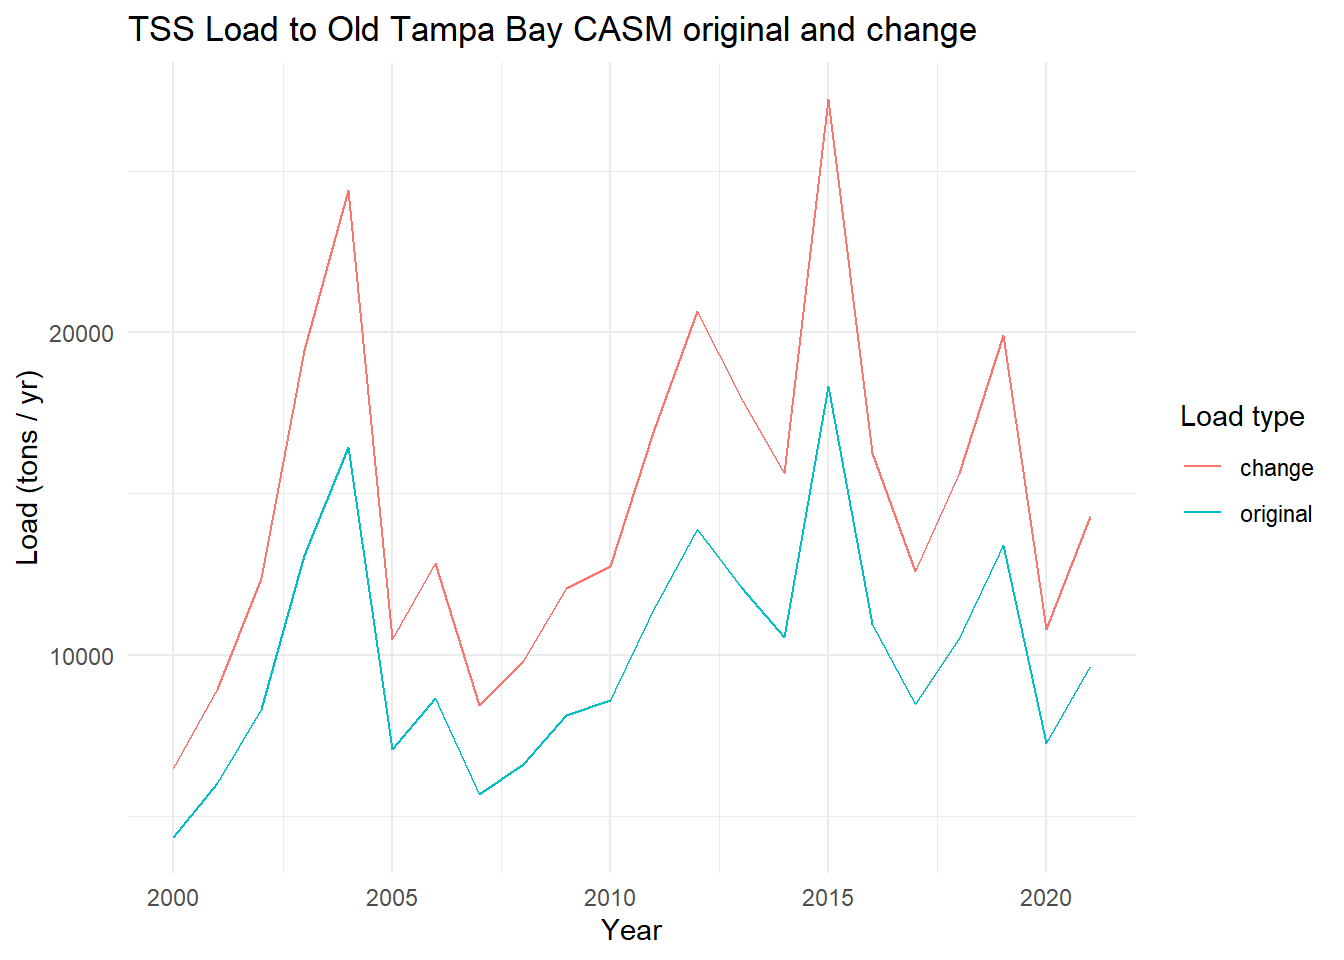 TSS Load to Old Tampa Bay CASM original and change
20000
10000
Load (tons / yr)
2000 2005 2010 2015 2020
Year
Load type
change
original